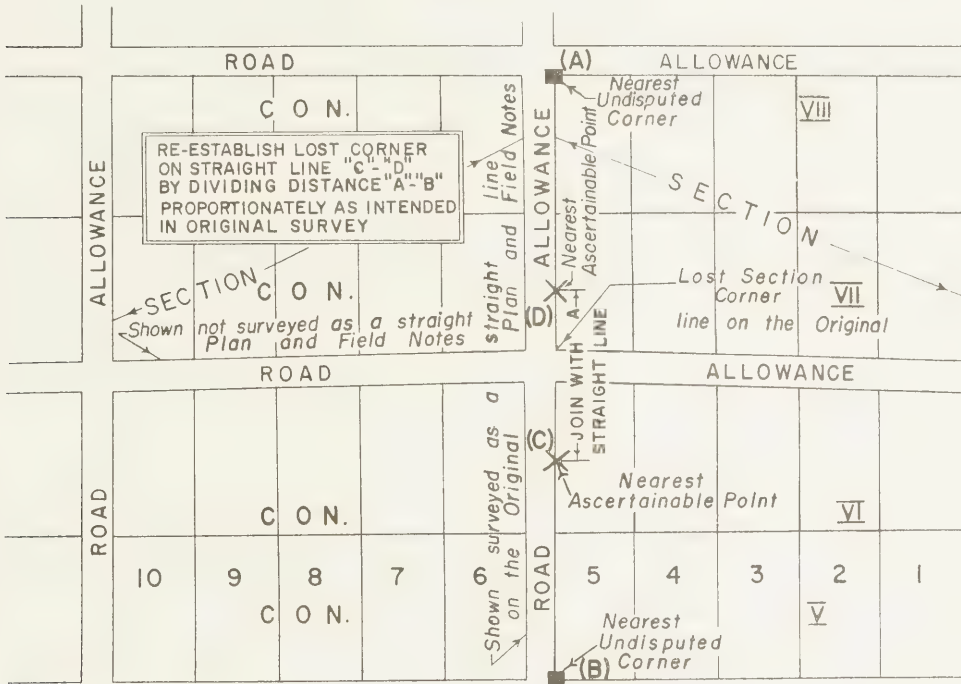 ROAD
(A)
ALLOWANCE
Nearest
Undisputed
Corner
C O N.
VIII
RE-ESTABLISH LOST CORNER
ON STRAIGHT LINE "C"-"D"
BY DIVIDING DISTANCE "A"-"B"
PROPORTIONATELY AS INTENDED
IN ORIGINAL SURVEY
ALLOWANCE
line
Field Notes
straight
Plan and
ALLOWANCE
Nearest
Ascertainable Point
SECTION
SECTION
C O N.
Shown not surveyed as a straight
Plan and Field Notes
(D)
A
Lost Section
Corner
VII
line on the Original
ROAD
ALLOWANCE
JOIN WITH
STRAIGHT LINE
(C)
Nearest
Ascertainable Point
Shown surveyed as a
on the Original
C O N.
VI
ROAD
ROAD
10 9 8 7 6 5 4 3 2 1
C O N.
V
Nearest
Undisputed
Corner
(B)